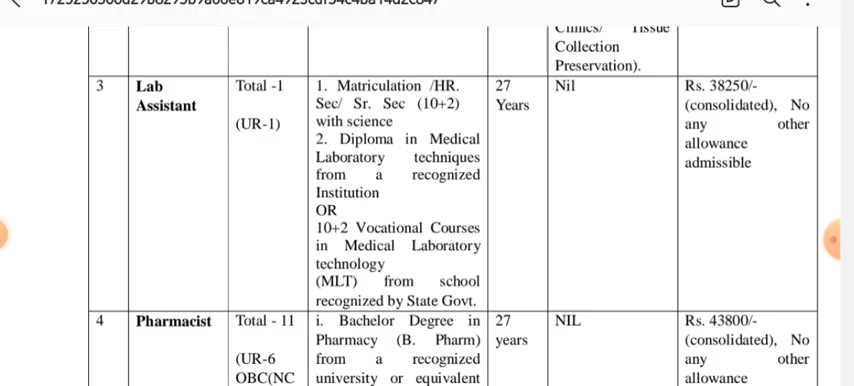 Clinics/ Tissue
Collection
Preservation).
3
Lab
Assistant
Total -1
(UR-1)
1. Matriculation /HR.
Sec/ Sr. Sec (10+2)
with science
2. Diploma in Medical
Laboratory techniques
from a recognized
Institution
OR
10+2 Vocational Courses
in Medical Laboratory
technology
(MLT) from school
recognized by State Govt.
27
Years
Nil
Rs. 38250/-
(consolidated), No
any other
allowance
admissible
4
Pharmacist
Total - 11
(UR-6
OBC(NC
i. Bachelor Degree in
Pharmacy (B. Pharm)
from a recognized
university or equivalent
27
years
NIL
Rs. 43800/-
(consolidated), No
any other
allowance